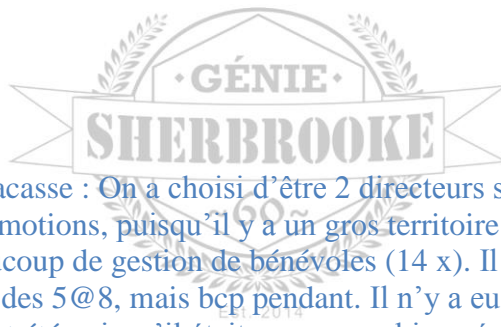 GÉNIE
SHERBROOKE
acasse : On a choisi d'être 2 directeurs s
motions, puisqu'il y a un gros territoire
ucoup de gestion de bénévoles (14 x). Il
des 5@8, mais bcp pendant. Il n'y a eu
EST. 2014